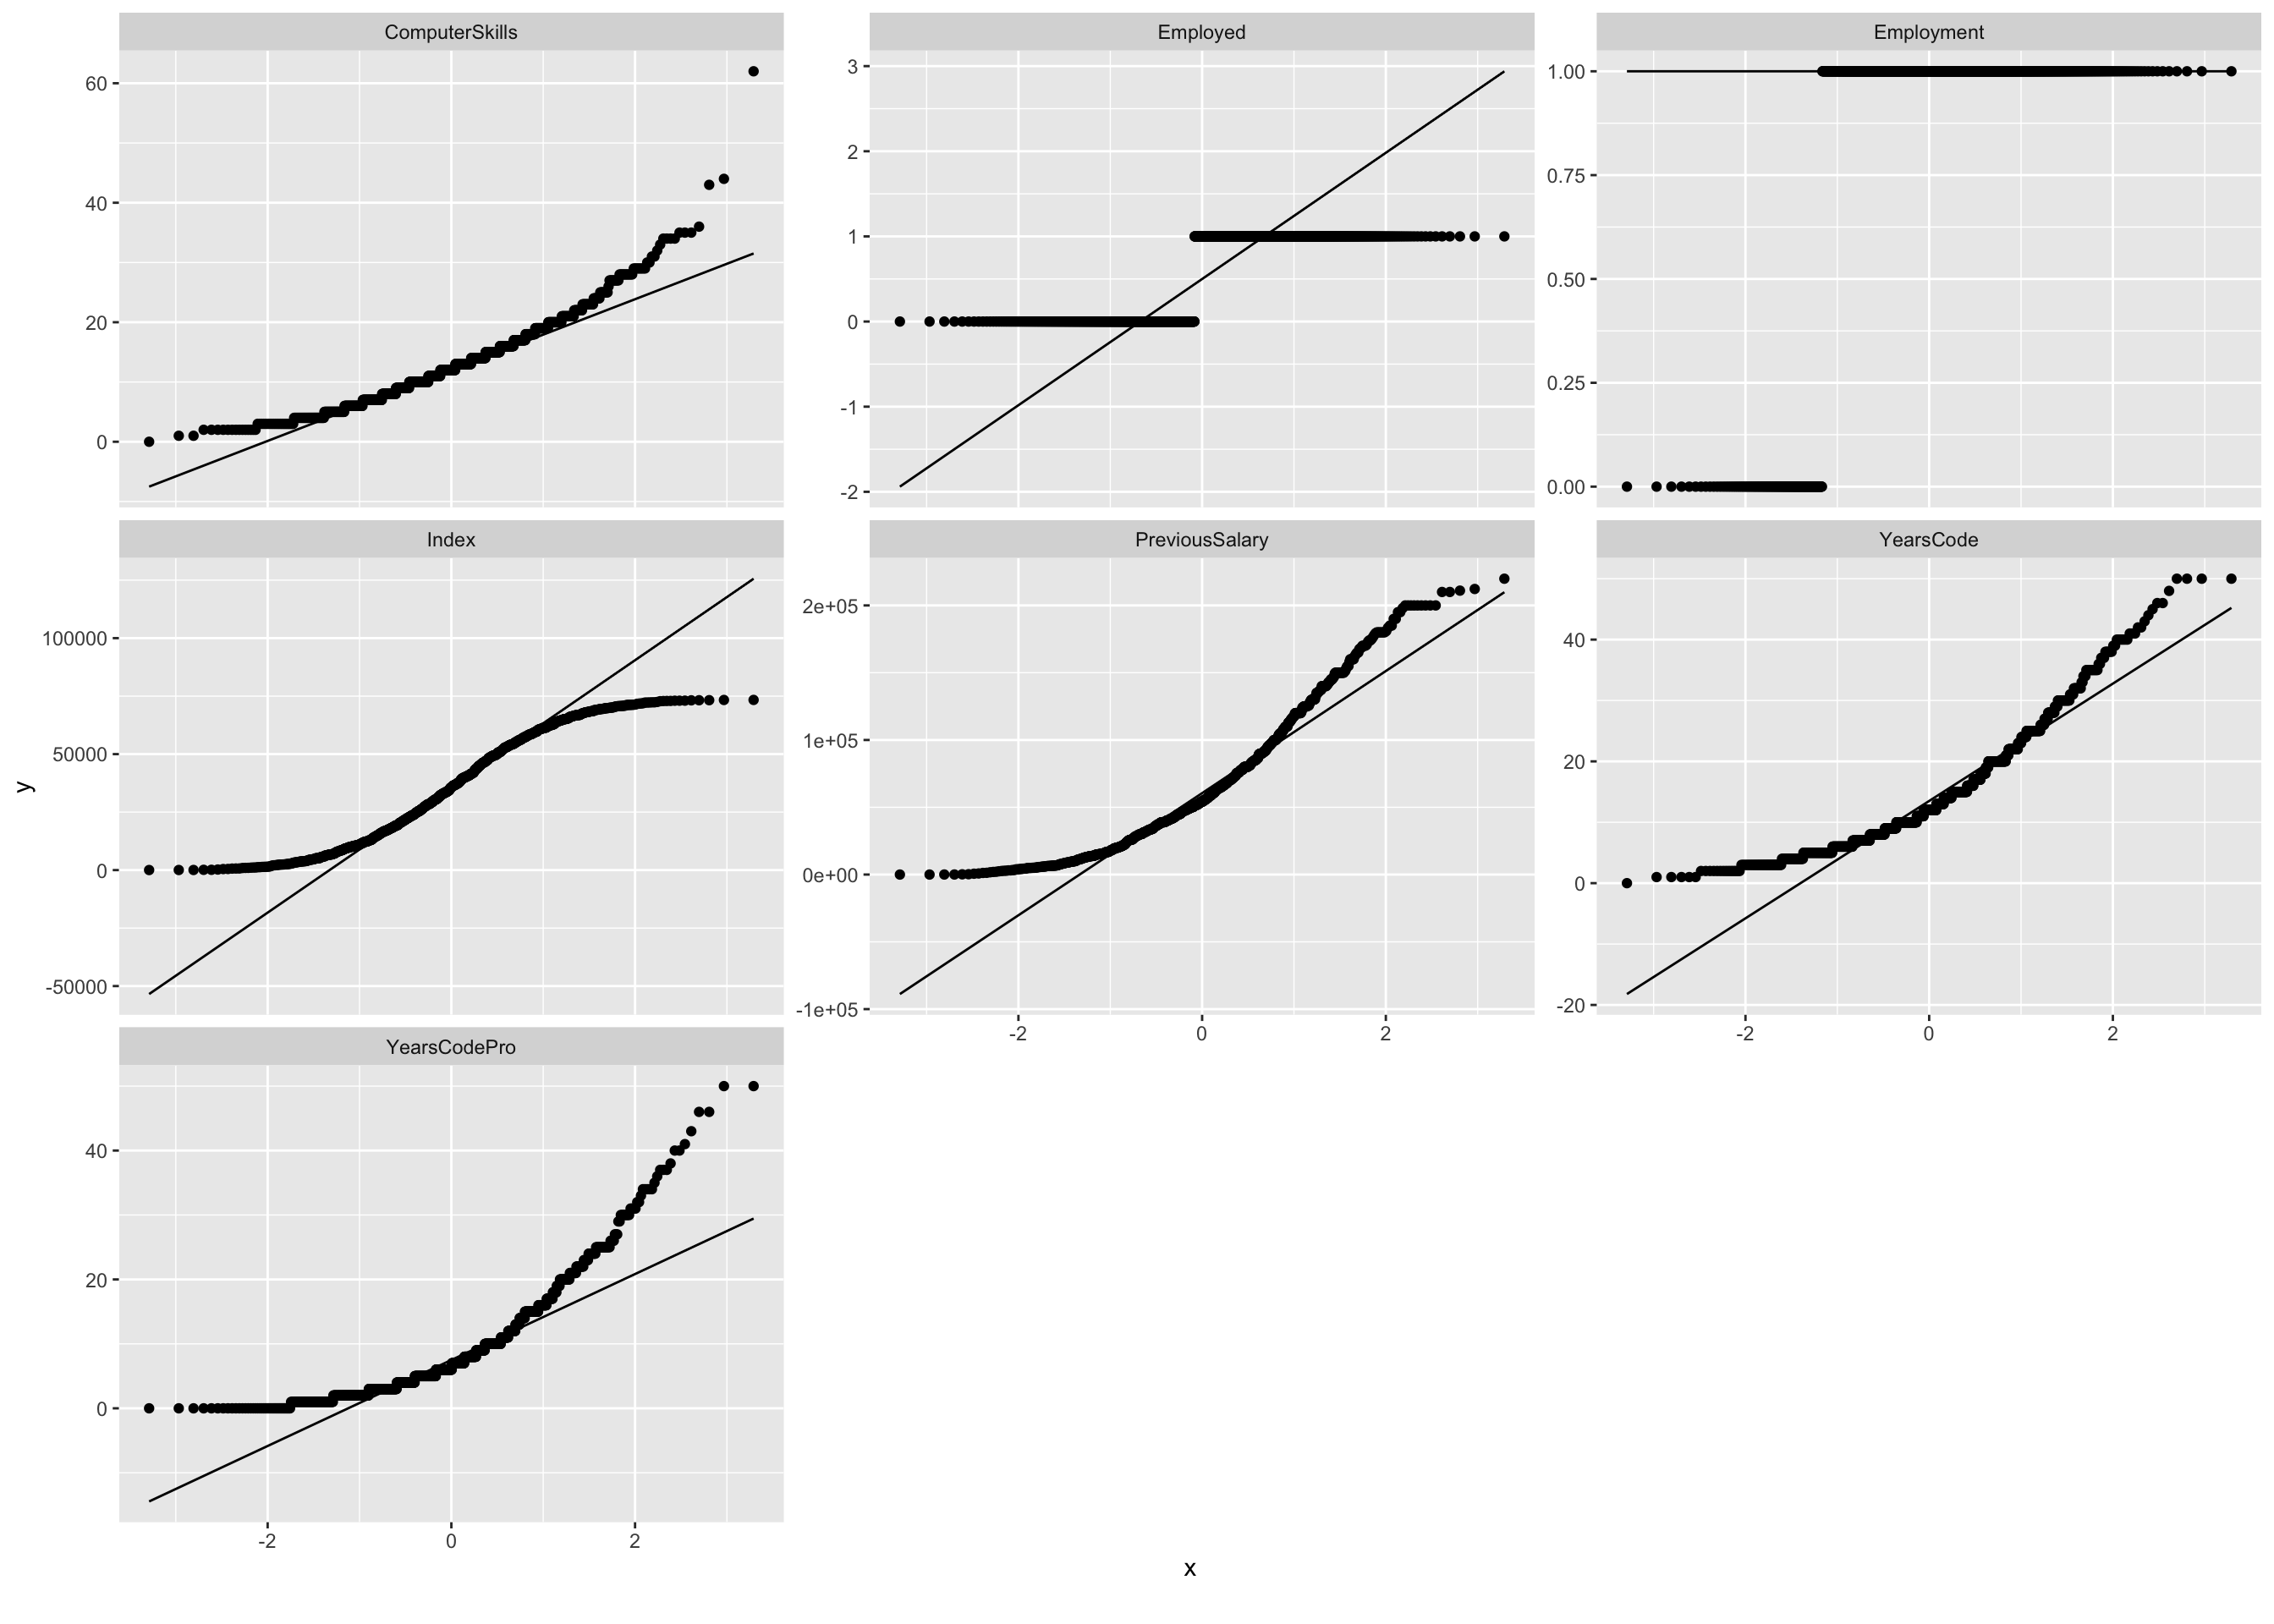 ComputerSkills
Employed
Employment
60
40
20
0
3
2
1
0
-1
-2
1.00
0.75
0.50
0.25
0.00
Index
PreviousSalary
YearsCode
100000
50000
0
-50000
2e+05
1e+05
0e+00
-1e+05
40
20
0
-20
-2 0 2
-2 0 2
y
YearsCodePro
40
20
0
-2 0 2
x